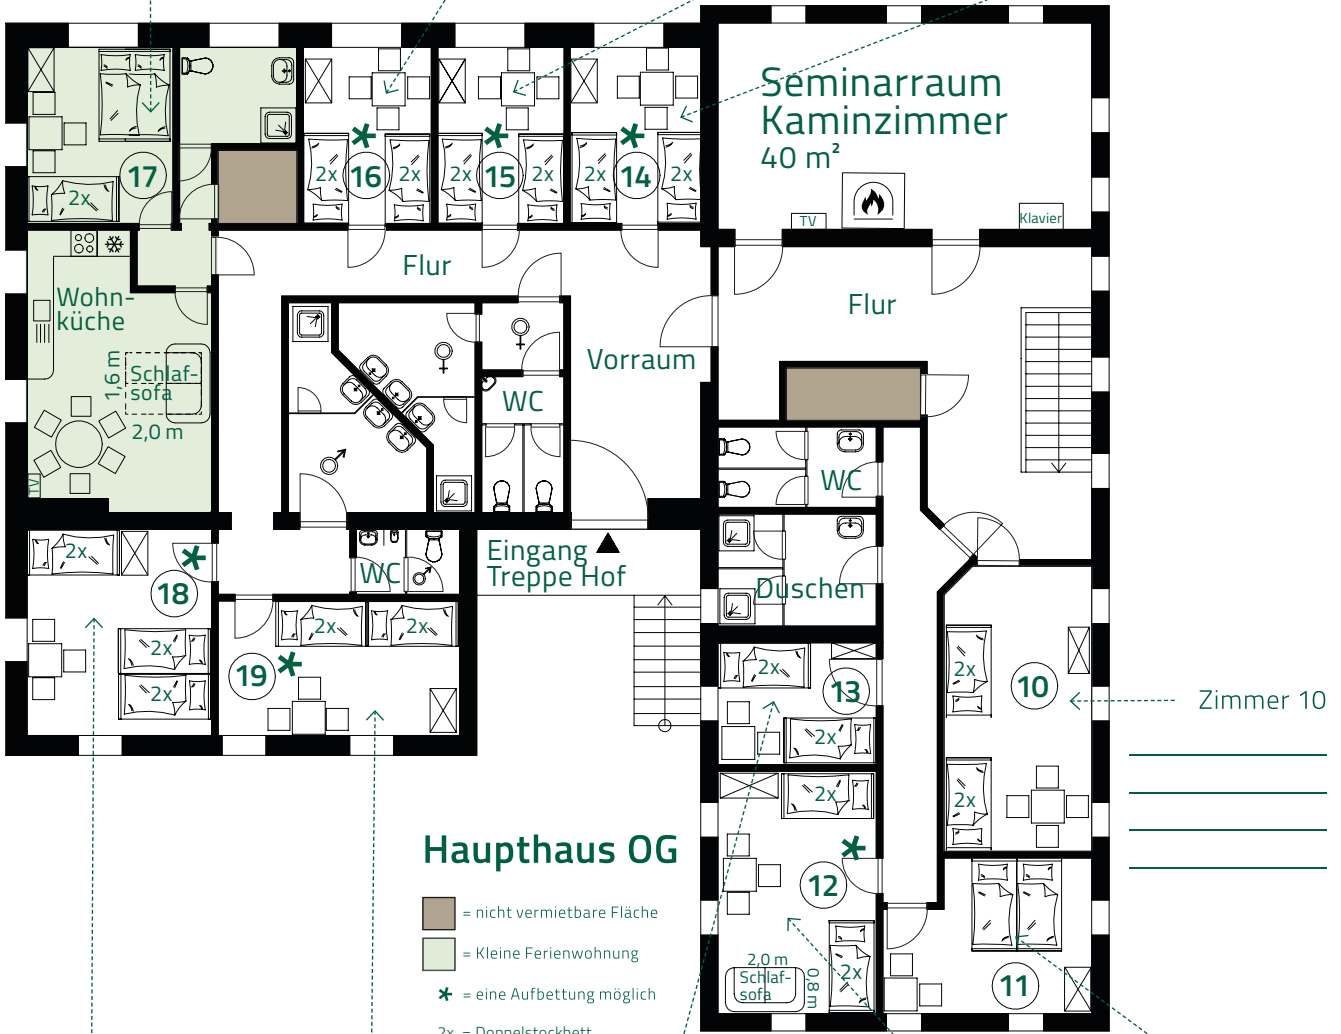 Seminarraum
Kaminzimmer
40 m²
TV
Klavier
17
2x
16
2x
2x
15
2x
2x
14
2x
2x
Flur
Flur
Vorraum
Wohn-
küche
Schlaf-
sofa
1,6 m
2,0 m
TV
WC
WC
WC
Duschen
Eingang
Treppe Hof
18
2x
2x
2x
19
2x
2x
13
2x
2x
10
2x
2x
Zimmer 10
12
2x
2x
2,0 m
Schlaf-
sofa
0,8 m
11
Haupthaus OG
= nicht vermietbare Fläche
= Kleine Ferienwohnung
* = eine Aufbettung möglich
2x = Doppelstockbett